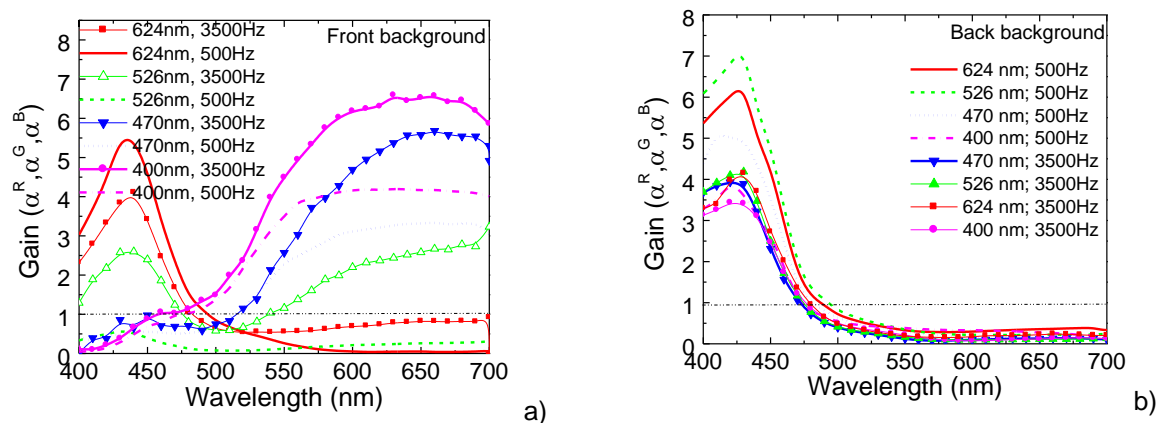 Front background
624nm, 3500Hz
624nm, 500Hz
526nm, 3500Hz
526nm, 500Hz
470nm, 3500Hz
470nm, 500Hz
400nm, 3500Hz
400nm, 500Hz
Gain (α^R, α^G, α^B)
8
7
6
5
4
3
2
1
0
400 450 500 550 600 650 700
Wavelength (nm)
a)
Back background
624 nm; 500Hz
526 nm; 500Hz
470 nm; 500Hz
400 nm; 500Hz
470 nm; 3500Hz
526 nm; 3500Hz
624 nm; 3500Hz
400 nm; 3500Hz
Gain (α^R, α^G, α^B)
8
7
6
5
4
3
2
1
0
400 450 500 550 600 650 700
Wavelength (nm)
b)